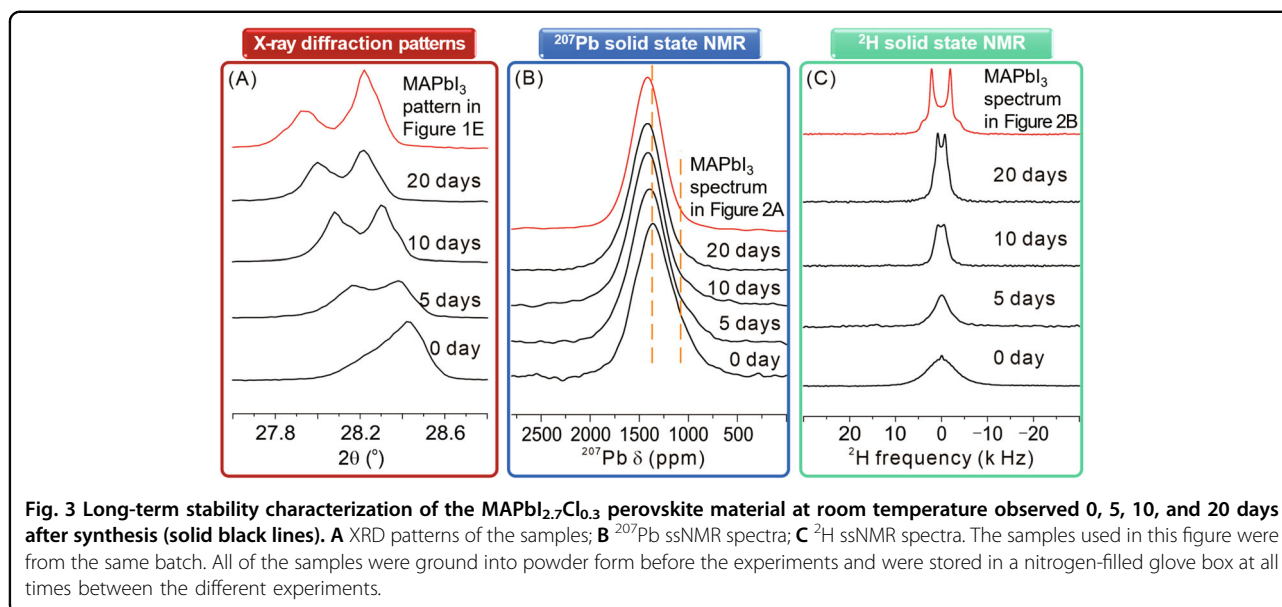 X-ray diffraction patterns
(A)
MAPbI₃
pattern in
Figure 1E
20 days
10 days
5 days
0 day
27.8 28.2 28.6
2θ (°)
²⁰⁷Pb solid state NMR
(B)
MAPbI₃
spectrum
in Figure 2A
20 days
10 days
5 days
0 day
2500 2000 1500 1000 500
²⁰⁷Pb δ (ppm)
²H solid state NMR
(C)
MAPbI₃
spectrum
in Figure 2B
20 days
10 days
5 days
0 day
20 10 0 −10 −20
²H frequency (k Hz)
Fig. 3 Long-term stability characterization of the MAPbI₂.₇Cl₀.₃ perovskite material at room temperature observed 0, 5, 10, and 20 days
after synthesis (solid black lines). A XRD patterns of the samples; B ²⁰⁷Pb ssNMR spectra; C ²H ssNMR spectra. The samples used in this figure were
from the same batch. All of the samples were ground into powder form before the experiments and were stored in a nitrogen-filled glove box at all
times between the different experiments.